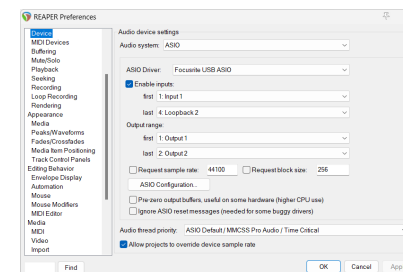 REAPER Preferences
Device
MIDI Devices
Buffering
Mute/Solo
Playback
Seeking
Recording
Loop Recording
Rendering
Appearance
Media
Peaks/Waveforms
Fades/Crossfades
Media Item Positioning
Track Control Panels
Editing Behavior
Envelope Display
Automation
Mouse
Mouse Modifiers
MIDI Editor
Media
MIDI
Video
Import
Find
Audio device settings
Audio system: ASIO
ASIO Driver: Focusrite USB ASIO
Enable inputs:
first 1: Input 1
last 4: Loopback 2
Output range:
first 1: Output 1
last 2: Output 2
Request sample rate: 44100 Request block size: 256
ASIO Configuration...
Pre-zero output buffers, useful on some hardware (higher CPU use)
Ignore ASIO reset messages (needed for some buggy drivers)
Audio thread priority: ASIO Default / MMCSS Pro Audio / Time Critical
Allow projects to override device sample rate
OK Cancel App